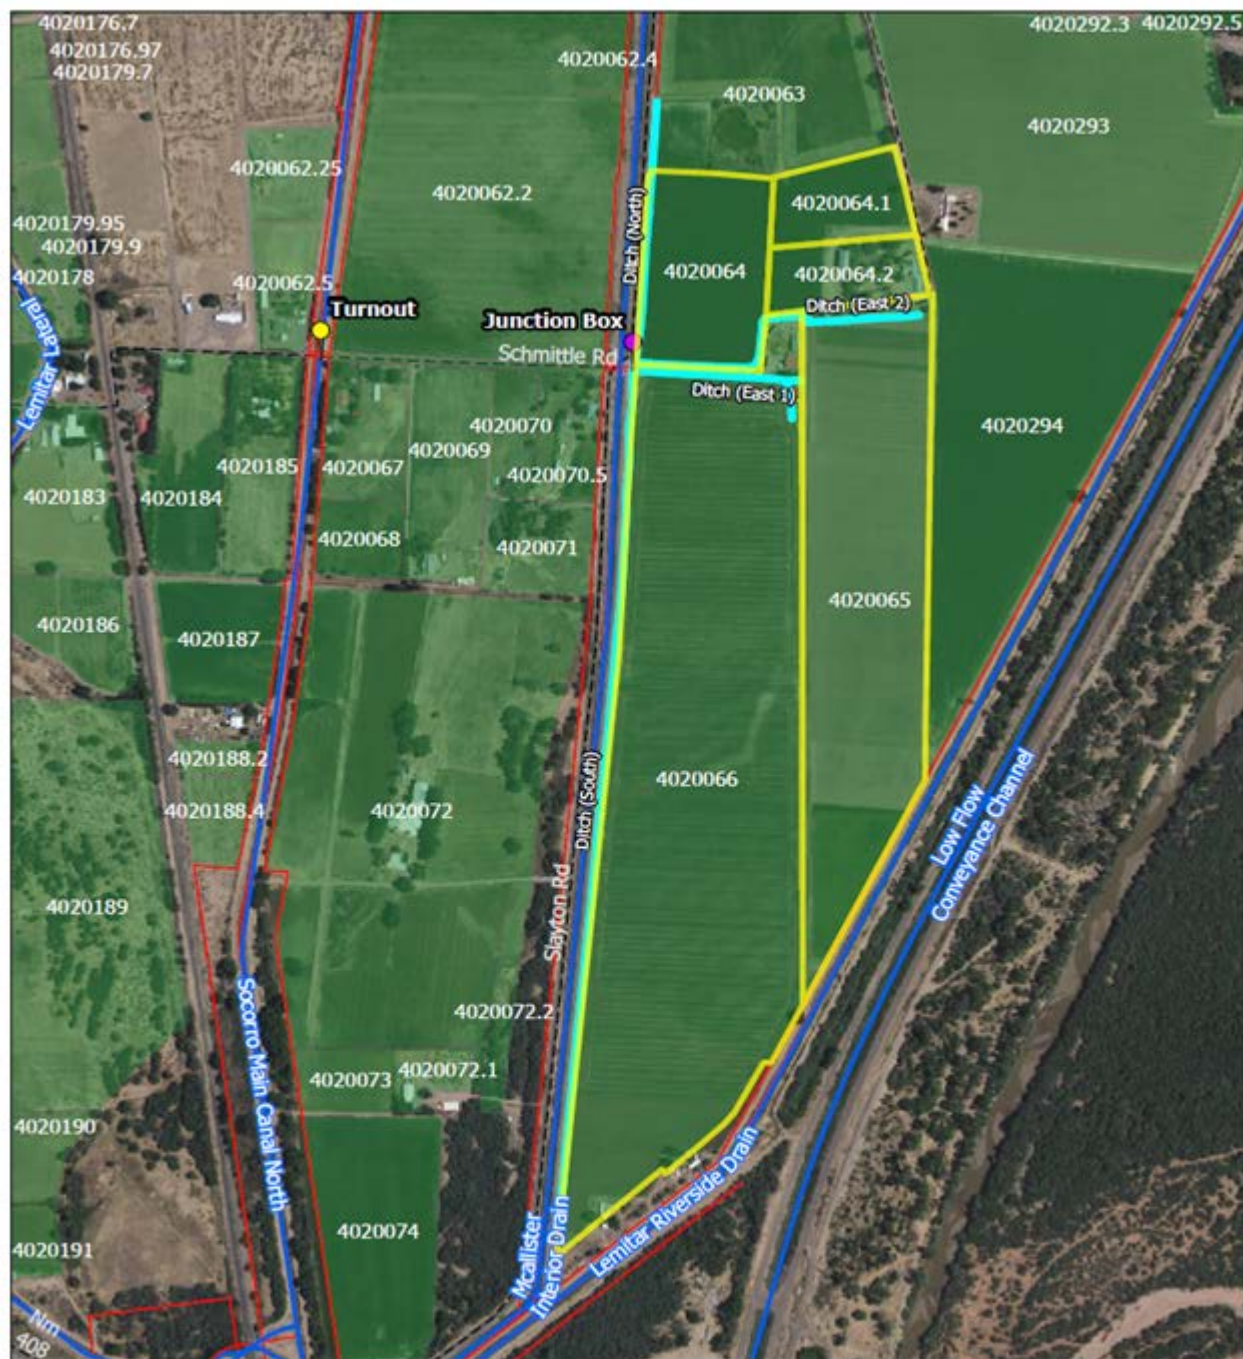 4020176.7
4020292.3 4020292.5
4020176.97
4020062.4
4020179.7
4020063
4020293
4020062.25
4020062.2
4020064.1
4020179.95
4020179.9
Ditch (North)
4020064
4020064.2
4020178
4020062.5
Ditch (East 2)
Turnout
Junction Box
Schmittle Rd
Lemitar Lateral
Ditch (East 1)
4020070
4020294
4020069
4020185
4020067
4020070.5
4020183
4020184
4020068
4020071
4020065
4020186
4020187
4020188.2
4020066
4020188.4
4020072
Ditch (South)
Low Flow
Conveyance Channel
4020189
Slayton Rd
4020072.2
Socorro Main Canal North
4020073
4020072.1
4020190
4020074
4020191
Mcallister
Interior Drain
Lemitar Riverside Drain
Nm
408